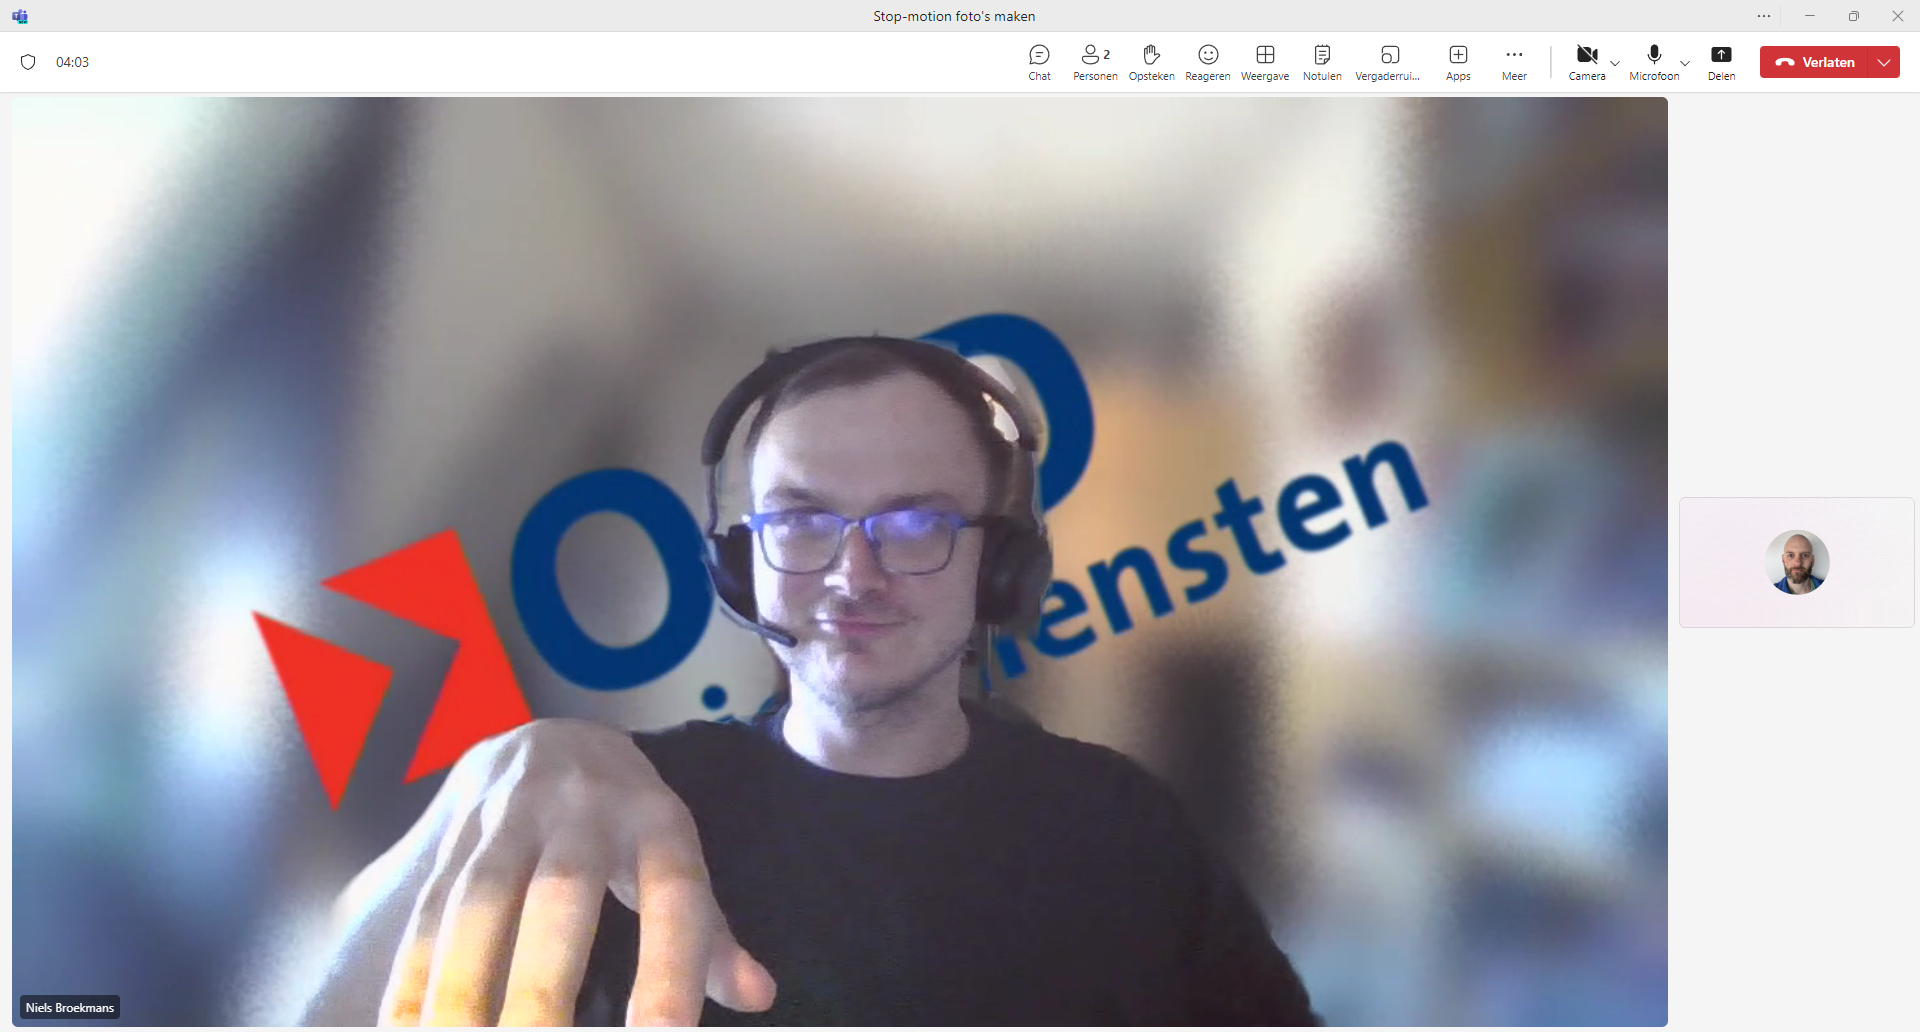 Stop-motion foto's maken
04:03
Chat
Personen 2
Opsteken
Reageren
Weergave
Notulen
Vergaderrui...
Apps
Meer
Camera
Microfoon
Delen
Verlaten
O
ensten
Niels Broekmans